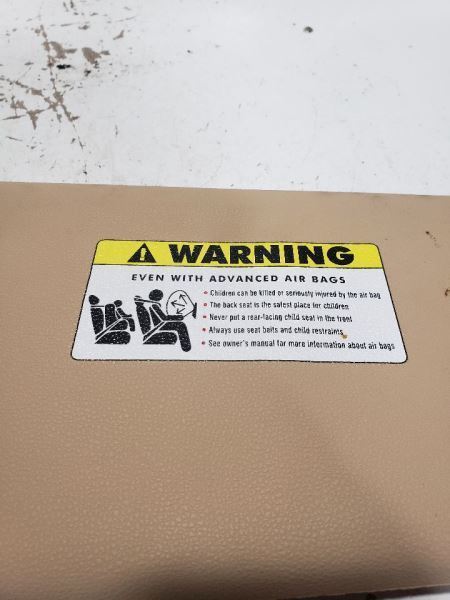 WARNING
EVEN WITH ADVANCED AIR BAGS
• Children can be killed or seriously injured by the air bag
• The back seat is the safest place for children
• Never put a rear-facing child seat in the front
• Always use seat belts and child restraints
• See owner's manual for more information about air bags